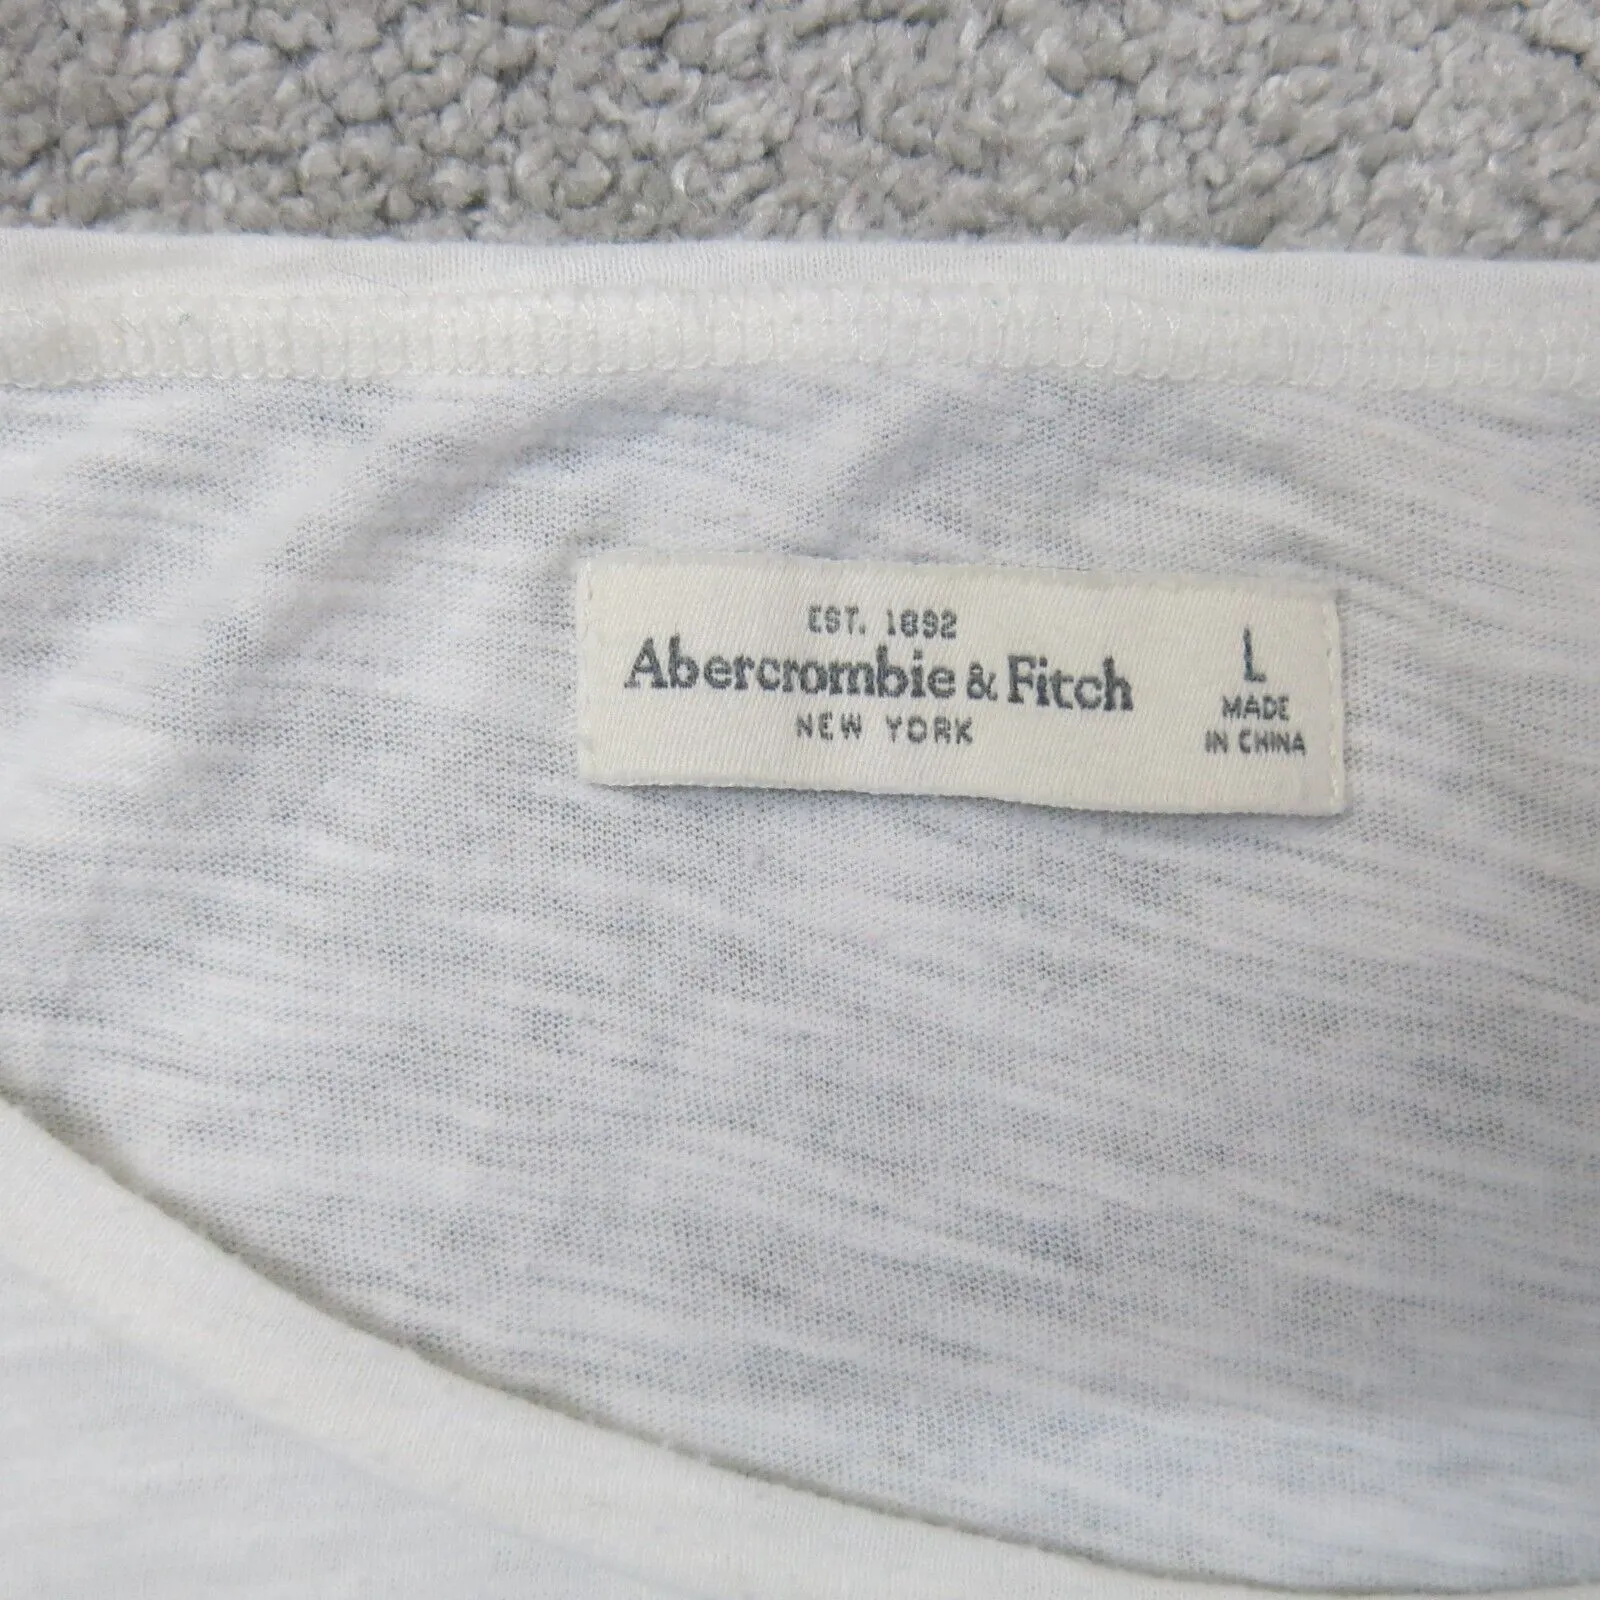 EST. 1892
Abercrombie & Fitch
NEW YORK
L
MADE
IN CHINA